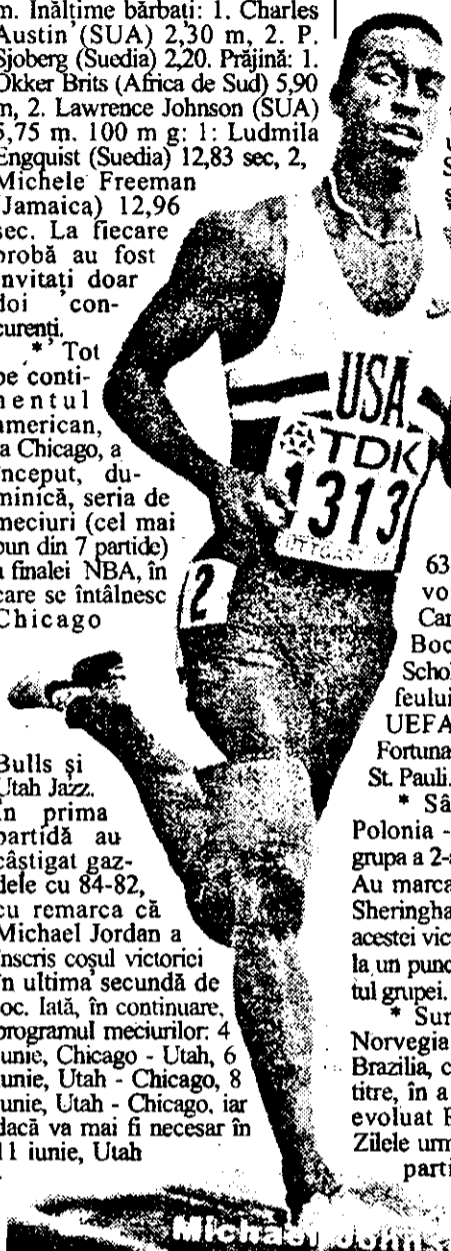 m. Inălțime bărbați: 1. Charles
Austin (SUA) 2,30 m, 2. P.
Sjoberg (Suedia) 2,20. Prăjină: 1.
Okker Brits (Africa de Sud) 5,90
m, 2. Lawrence Johnson (SUA)
5,75 m. 100 m g: 1: Ludmila
Engquist (Suedia) 12,83 sec, 2,
Michele Freeman
(Jamaica) 12,96
sec. La fiecare
probă au fost
invitați doar
doi con-
curenți.
* Tot
pe conti-
nentul
american,
la Chicago, a
început, du-
minică, seria de
meciuri (cel mai
bun din 7 partide)
a finalei NBA, în
care se întâlnesc
Chicago
Bulls și
Utah Jazz.
În prima
partidă au
câștigat gaz-
dele cu 84-82,
cu remarca că
Michael Jordan a
înscris coșul victoriei
în ultima secundă de
joc. Iată, în continuare,
programul meciurilor: 4
iunie, Chicago - Utah, 6
iunie, Utah - Chicago, 8
iunie, Utah - Chicago, iar
dacă va mai fi necesar în
11 iunie, Utah
USA
TDK
1313
2
63
vo
Car
Boc
Schol
feului
UEFA
Fortuna
St. Pauli.
* Sâ
Polonia -
grupa a 2-a
Au marca
Sheringha
acestei vict
la un punc
tul grupei.
* Sur
Norvegia
Brazilia, c
titre, în a
evoluat R
Zilele urm
parti
Michael Johns